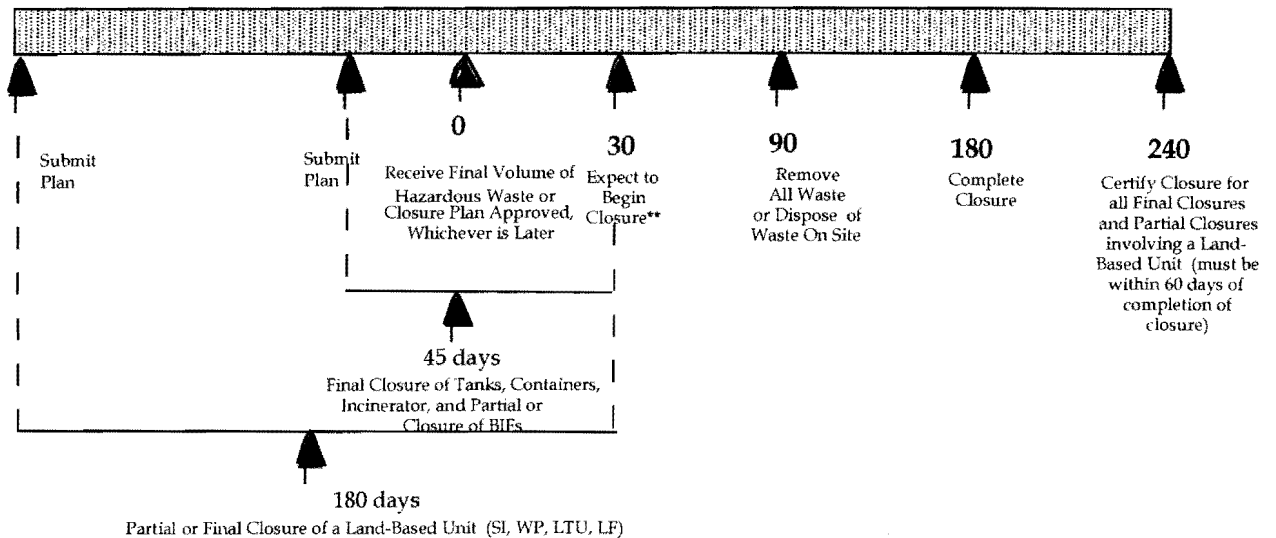 Submit
Plan
Submit
Plan
0
Receive Final Volume of
Hazardous Waste or
Closure Plan Approved,
Whichever is Later
30
Expect to
Begin
Closure**
90
Remove
All Waste
or Dispose of
Waste On Site
180
Complete
Closure
240
Certify Closure for
all Final Closures
and Partial Closures
involving a Land-
Based Unit (must be
within 60 days of
completion of
closure)
45 days
Final Closure of Tanks, Containers,
Incinerator, and Partial or
Closure of BIFs
180 days
Partial or Final Closure of a Land-Based Unit (SI, WP, LTU, LF)